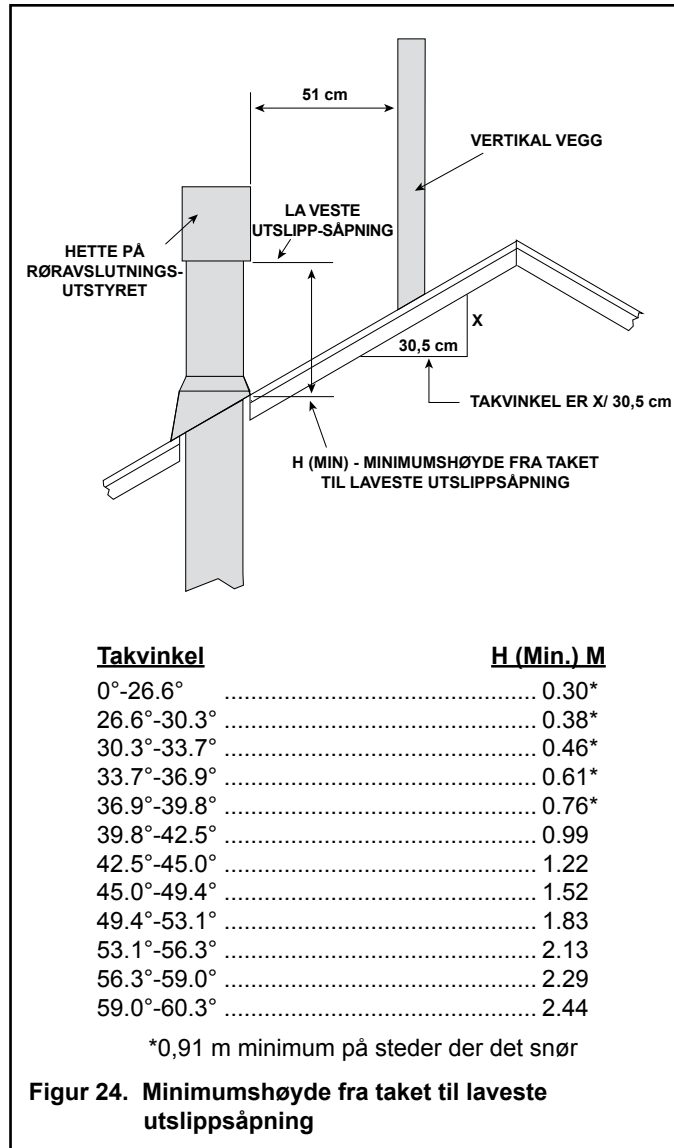 51 cm
VERTIKAL VEGG
LA VESTE
UTSLIPP-SÅPNING
HETTE PÅ
RØRAVSLUTNINGS-
UTSTYRET
X
30,5 cm
TAKVINKEL ER X/ 30,5 cm
H (MIN) - MINIMUMSHØYDE FRA TAKET
TIL LAVESTE UTSLIPPSÅPNING
Takvinkel H (Min.) M
0°-26.6° .................................................. 0.30*
26.6°-30.3° .................................................. 0.38*
30.3°-33.7° .................................................. 0.46*
33.7°-36.9° .................................................. 0.61*
36.9°-39.8° .................................................. 0.76*
39.8°-42.5° .................................................. 0.99
42.5°-45.0° .................................................. 1.22
45.0°-49.4° .................................................. 1.52
49.4°-53.1° .................................................. 1.83
53.1°-56.3° .................................................. 2.13
56.3°-59.0° .................................................. 2.29
59.0°-60.3° .................................................. 2.44
*0,91 m minimum på steder der det snør
Figur 24. Minimumshøyde fra taket til laveste
utslippsåpning